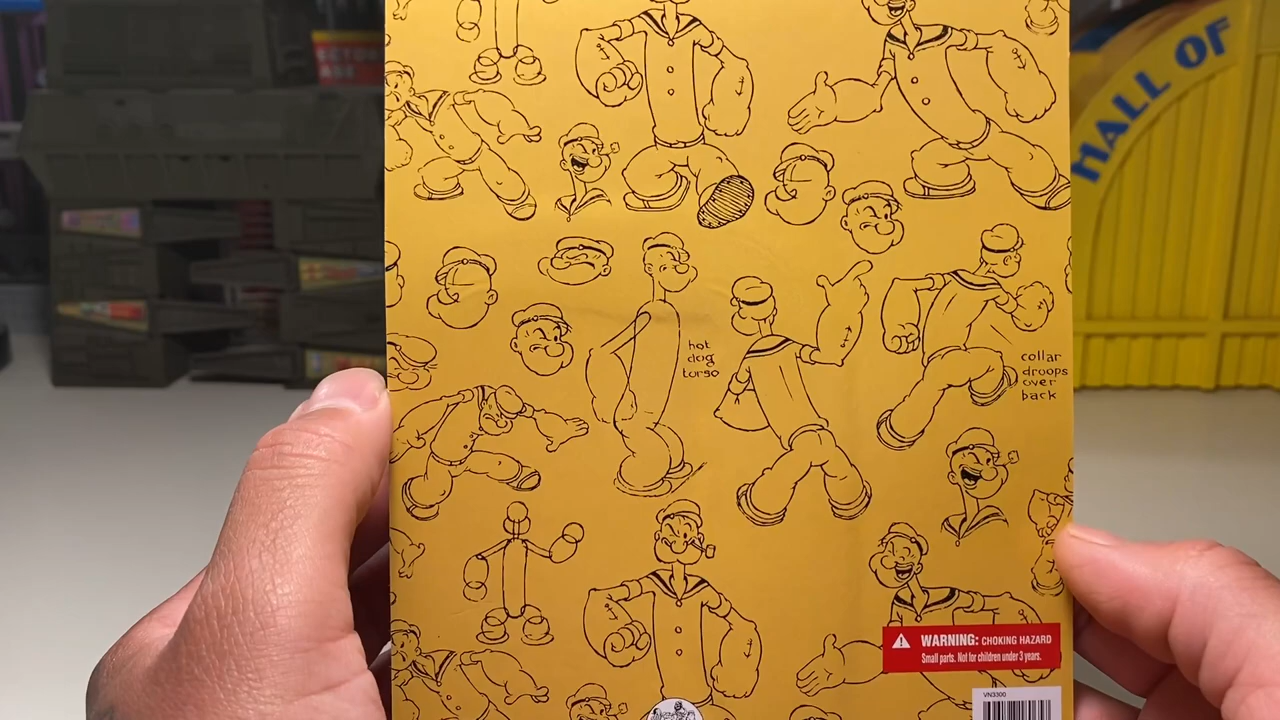 HALL OF
hot
dog
torso
collar
droops
over
back
WARNING: CHOKING HAZARD
Small parts. Not for children under 3 years.
VN3300